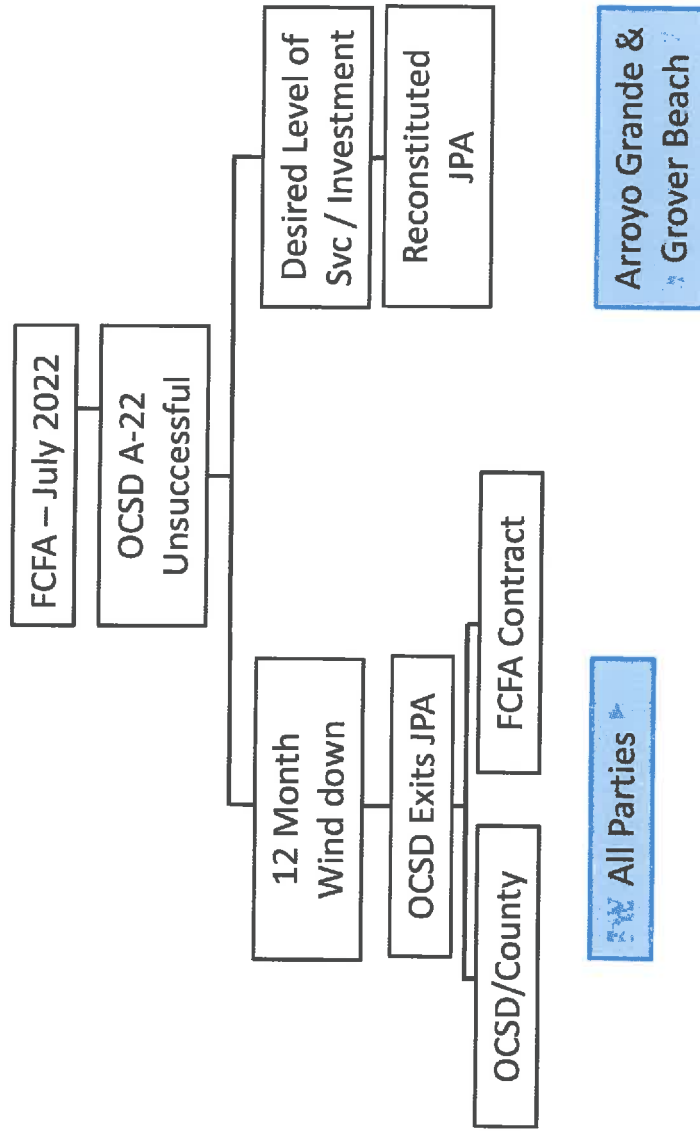 FCFA – July 2022
OCSD A-22
Unsuccessful
12 Month
Wind down
OCSD Exits JPA
OCSD/County
FCFA Contract
Desired Level of
Svc / Investment
Reconstituted
JPA
All Parties
Arroyo Grande &
Grover Beach